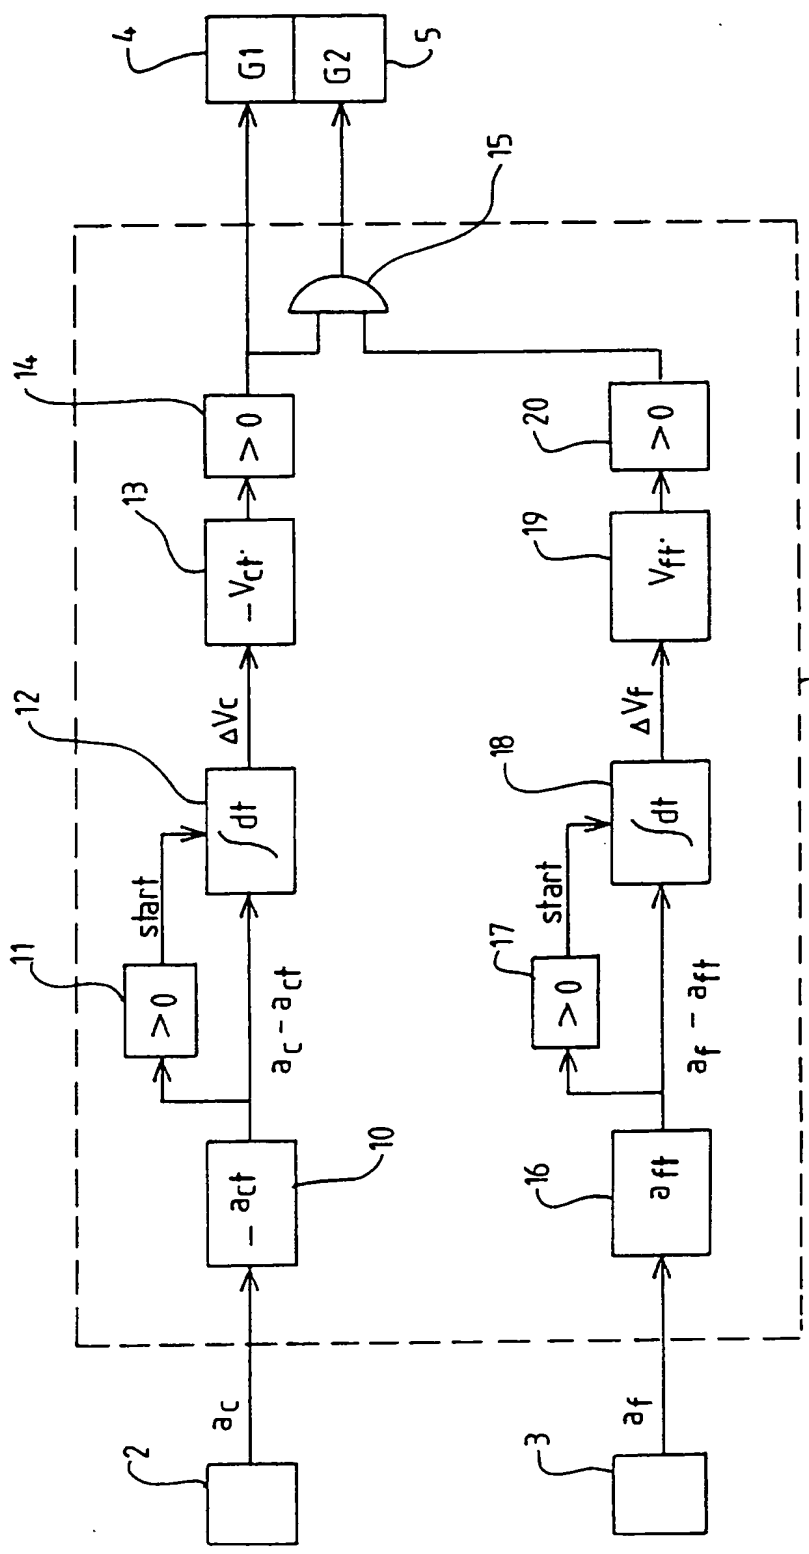 4
G1
G2
5
15
14
> 0
13
– Vct.
12
ΔVc
∫dt
start
11
> 0
ac – act
– act
10
ac
2
20
> 0
19
Vft.
ΔVf
18
∫dt
start
17
> 0
af – aft
16
aft
af
3